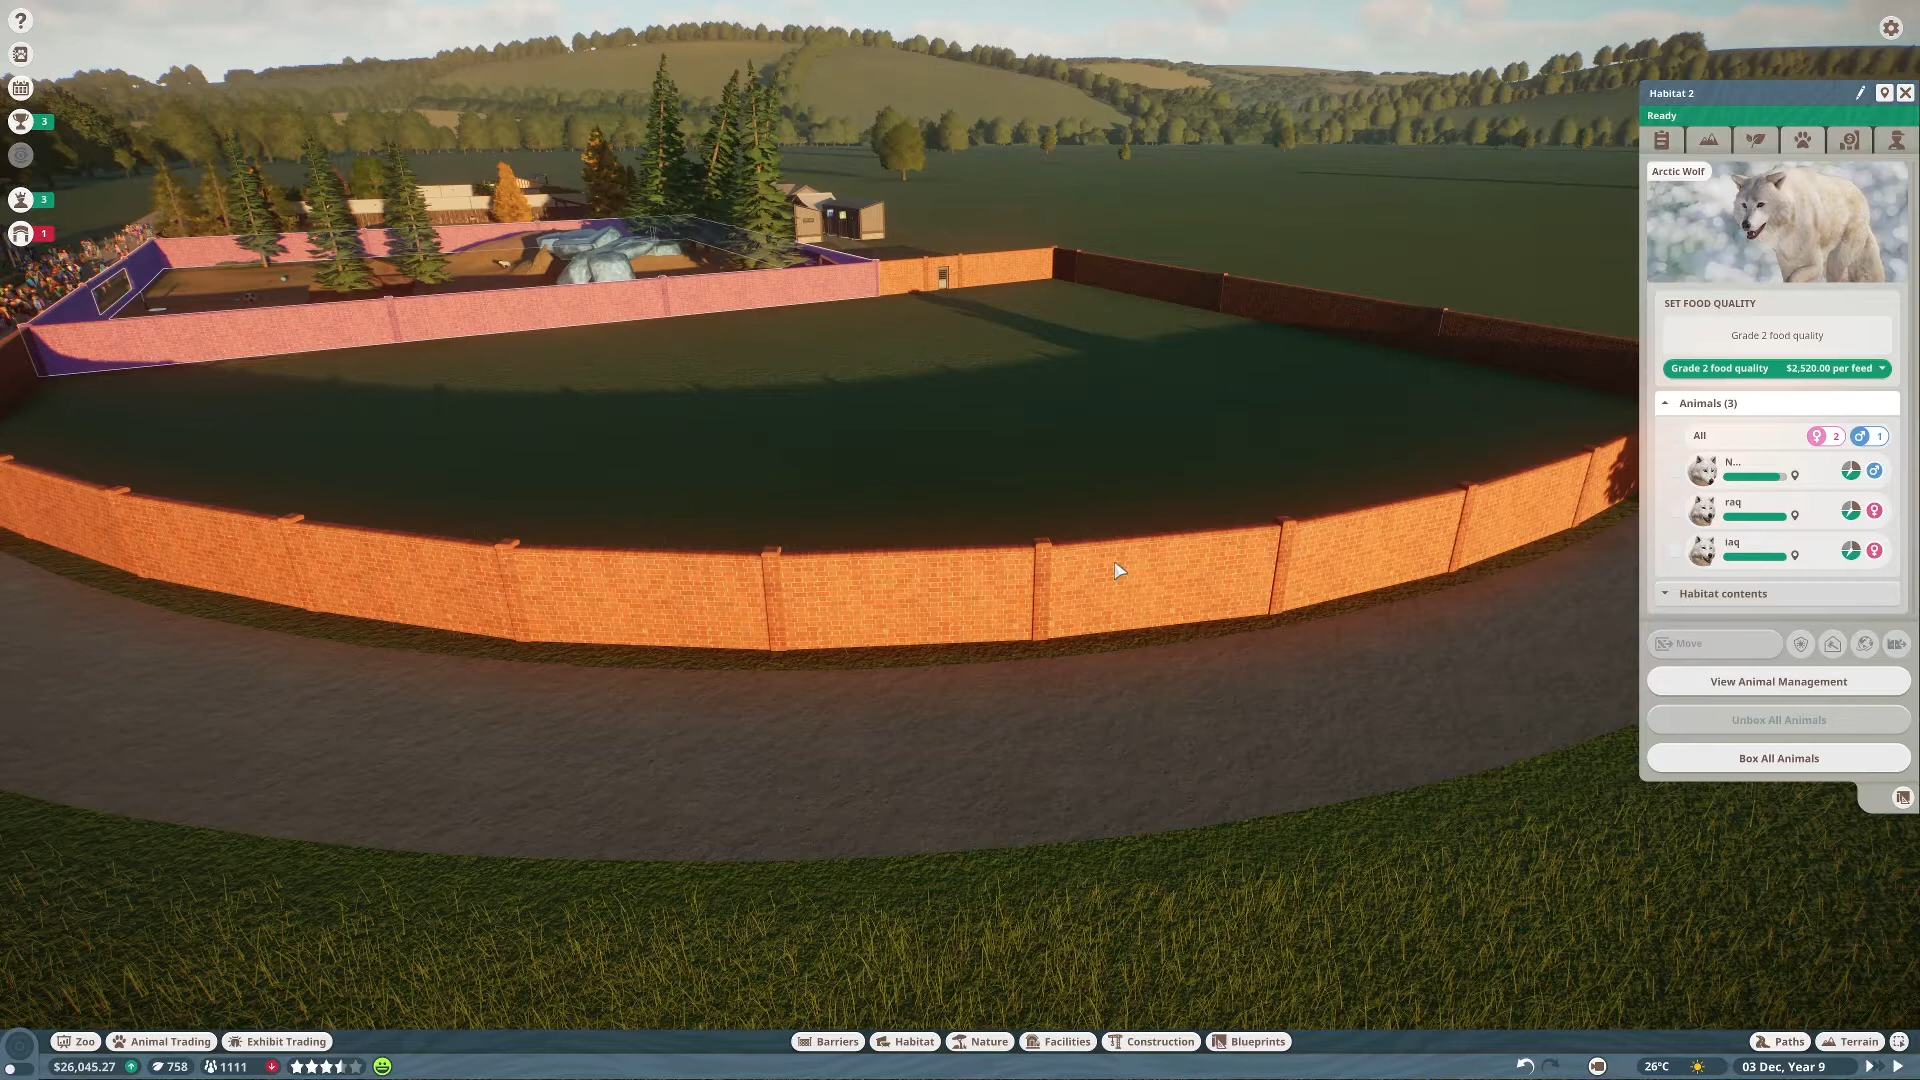 ?
3
3
1
Habitat 2
Ready
Arctic Wolf
SET FOOD QUALITY
Grade 2 food quality
Grade 2 food quality $2,520.00 per feed
Animals (3)
All 2 1
N...
raq
iaq
Habitat contents
Move
View Animal Management
Unbox All Animals
Box All Animals
Zoo Animal Trading Exhibit Trading Barriers Habitat Nature Facilities Construction Blueprints Paths Terrain
$26,045.27 758 1111 26°C 03 Dec, Year 9